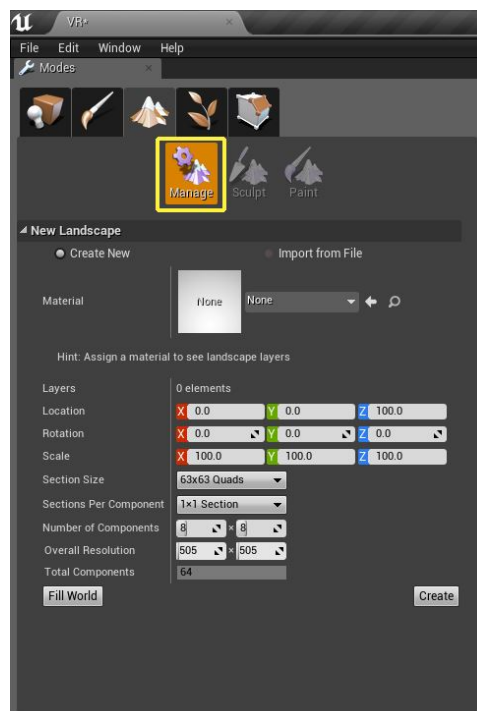 VR*
File Edit Window Help
Modes
Manage Sculpt Paint
New Landscape
Create New Import from File
Material None None
Hint: Assign a material to see landscape layers
Layers 0 elements
Location X 0.0 Y 0.0 Z 100.0
Rotation X 0.0 Y 0.0 Z 0.0
Scale X 100.0 Y 100.0 Z 100.0
Section Size 63x63 Quads
Sections Per Component 1×1 Section
Number of Components 8 × 8
Overall Resolution 505 × 505
Total Components 64
Fill World Create